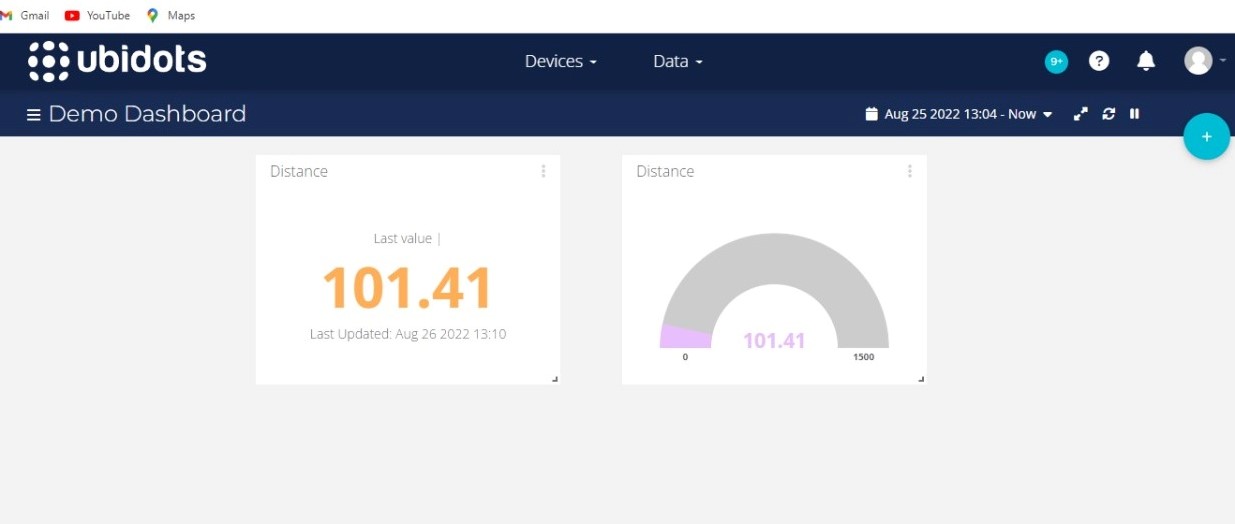 Gmail YouTube Maps
ubidots Devices Data 9+ ?
Demo Dashboard Aug 25 2022 13:04 - Now
+
Distance
Last value |
101.41
Last Updated: Aug 26 2022 13:10
Distance
101.41
0 1500